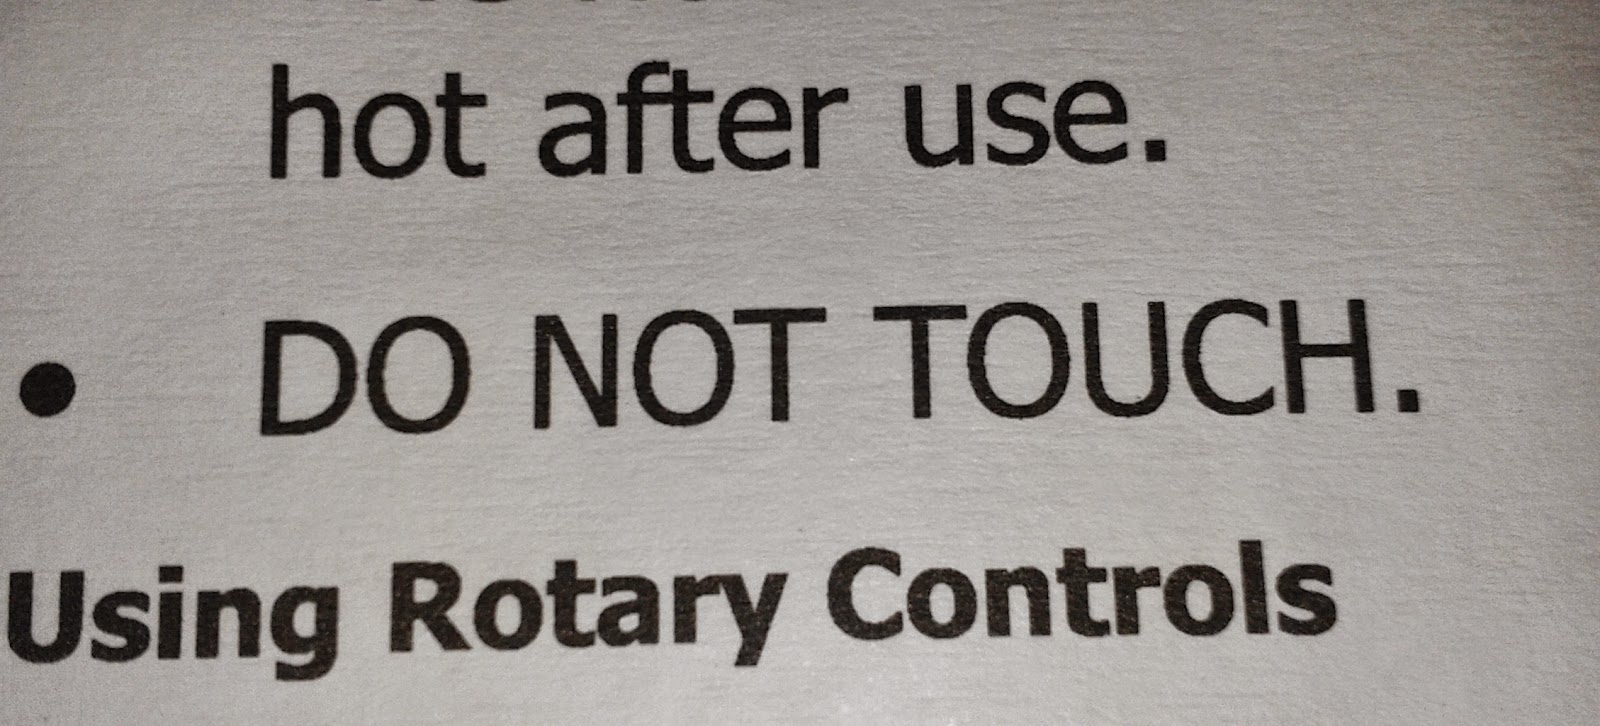 hot after use.
• DO NOT TOUCH.
Using Rotary Controls